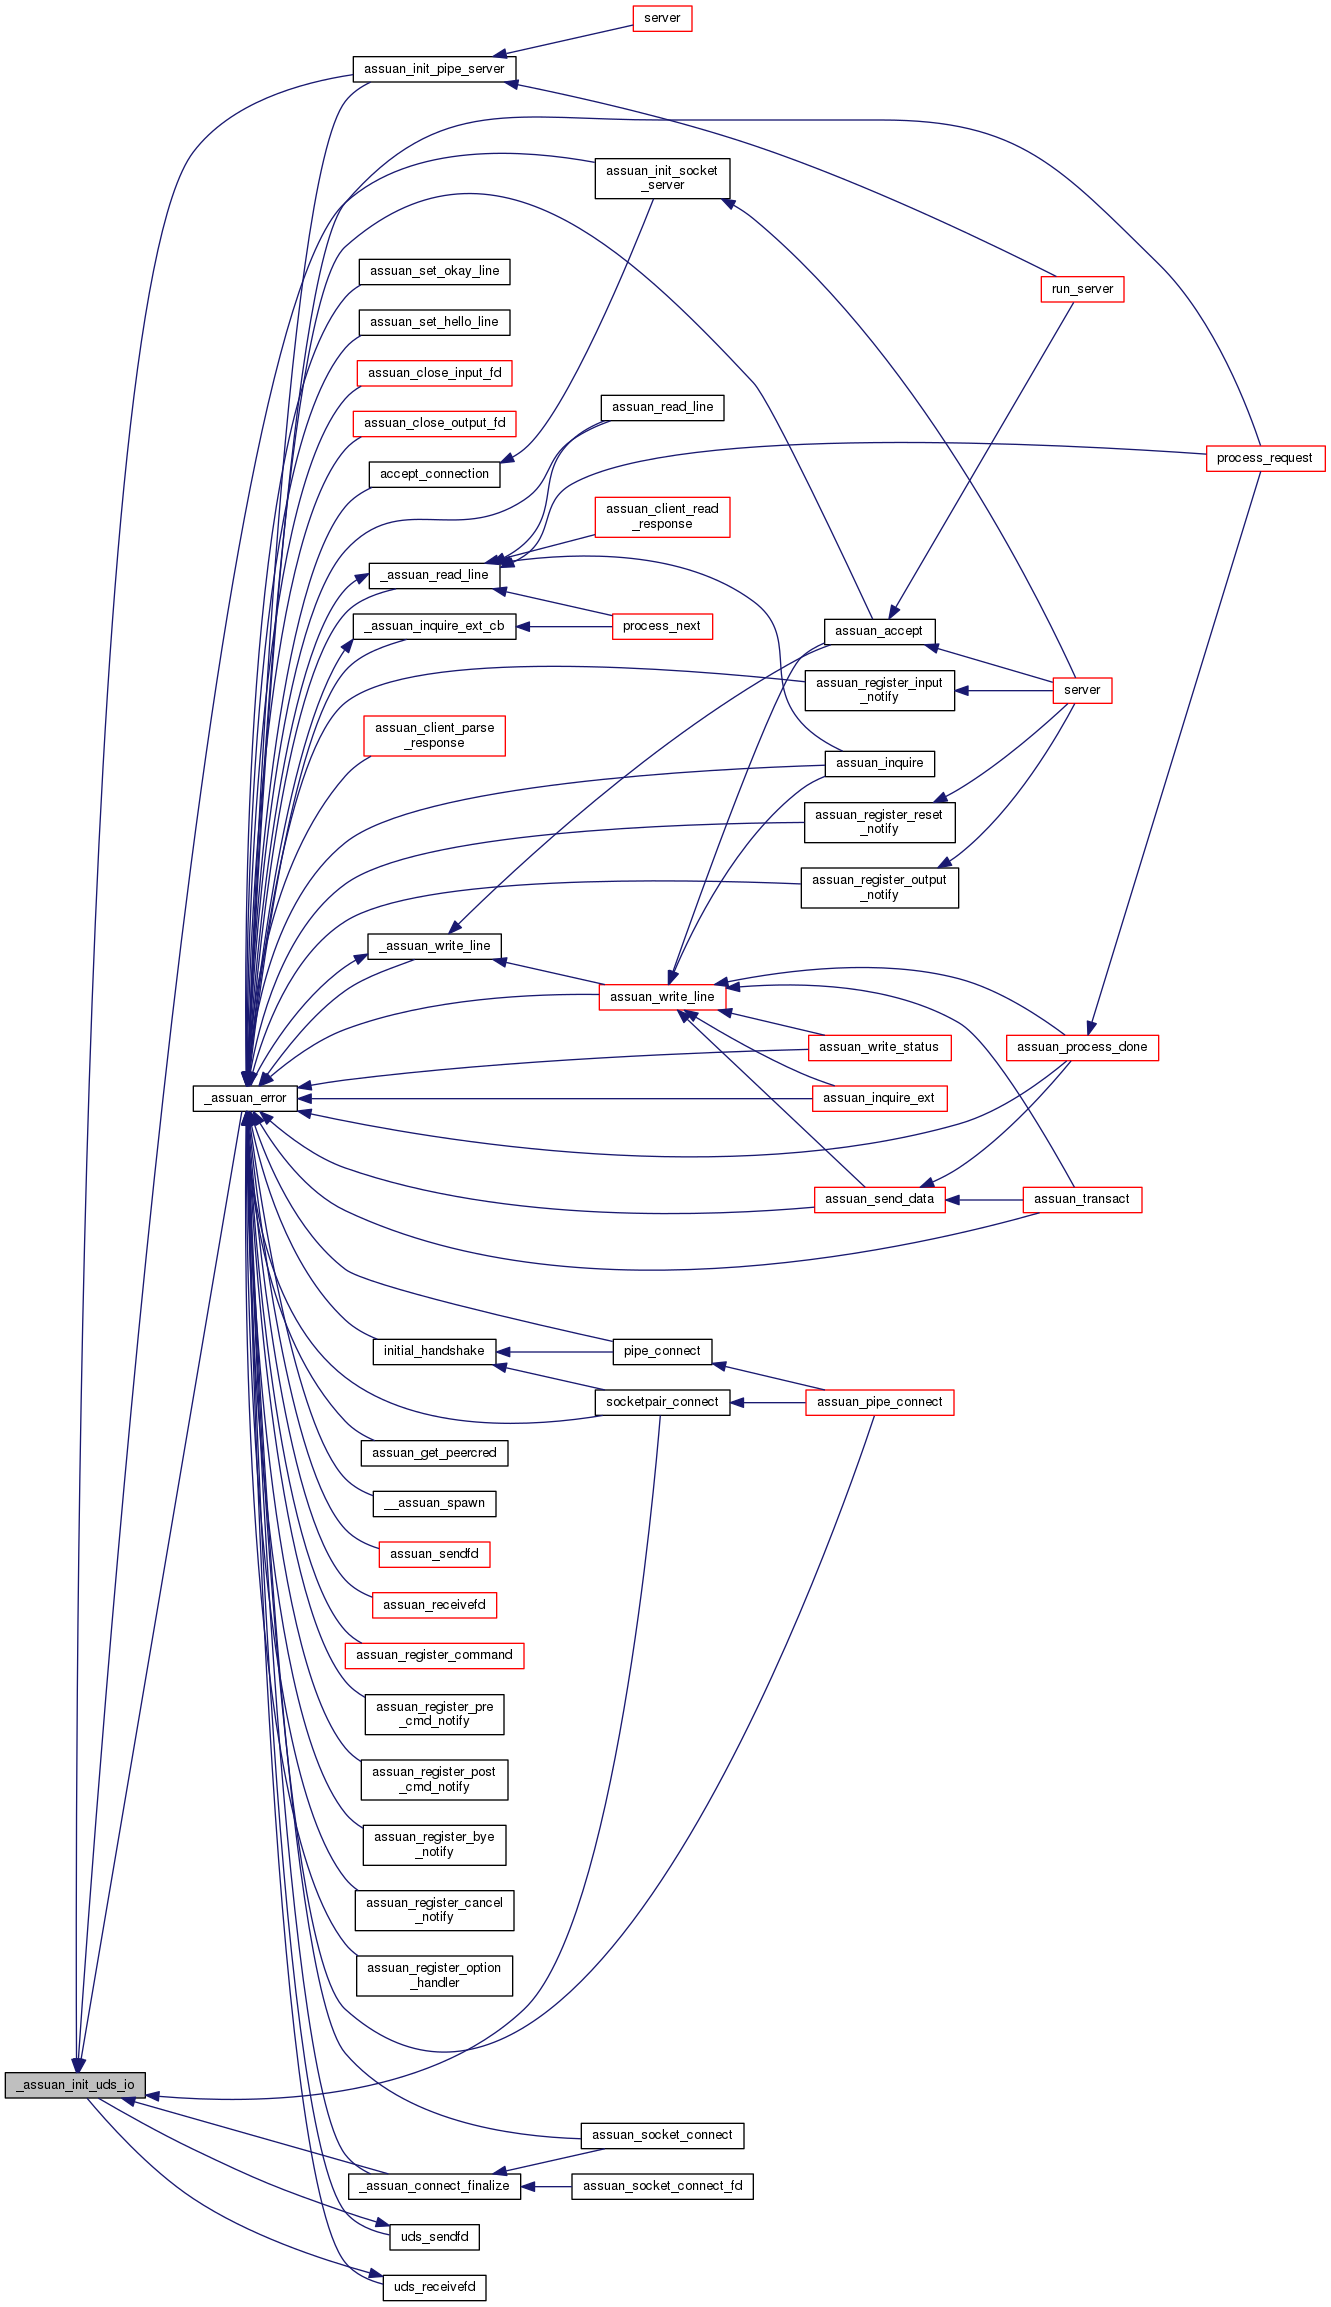 server
assuan_init_pipe_server
assuan_init_socket
_server
assuan_set_okay_line
run_server
assuan_set_hello_line
assuan_close_input_fd
assuan_read_line
assuan_close_output_fd
process_request
accept_connection
assuan_client_read
_response
_assuan_read_line
_assuan_inquire_ext_cb
process_next
assuan_accept
assuan_register_input
_notify
server
assuan_client_parse
_response
assuan_inquire
assuan_register_reset
_notify
assuan_register_output
_notify
_assuan_write_line
assuan_write_line
assuan_write_status
assuan_process_done
_assuan_error
assuan_inquire_ext
assuan_send_data
assuan_transact
initial_handshake
pipe_connect
socketpair_connect
assuan_pipe_connect
assuan_get_peercred
__assuan_spawn
assuan_sendfd
assuan_receivefd
assuan_register_command
assuan_register_pre
_cmd_notify
assuan_register_post
_cmd_notify
assuan_register_bye
_notify
assuan_register_cancel
_notify
assuan_register_option
_handler
_assuan_init_uds_io
assuan_socket_connect
_assuan_connect_finalize
assuan_socket_connect_fd
uds_sendfd
uds_receivefd